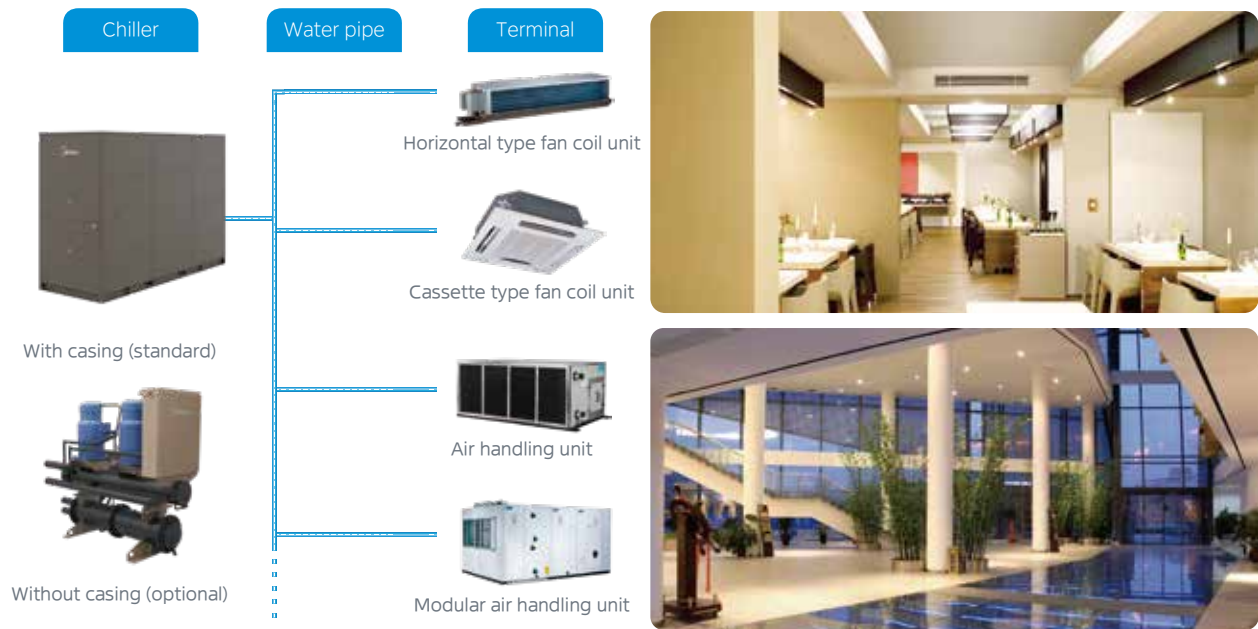 Chiller
Water pipe
Terminal
Horizontal type fan coil unit
Cassette type fan coil unit
With casing (standard)
Air handling unit
Without casing (optional)
Modular air handling unit